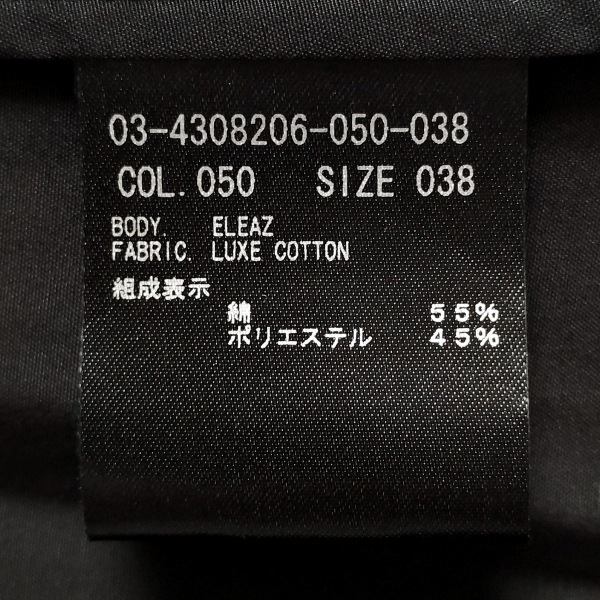 03-4308206-050-038
COL. 050 SIZE 038
BODY. ELEAZ
FABRIC. LUXE COTTON
組成表示
綿 55%
ポリエステル 45%